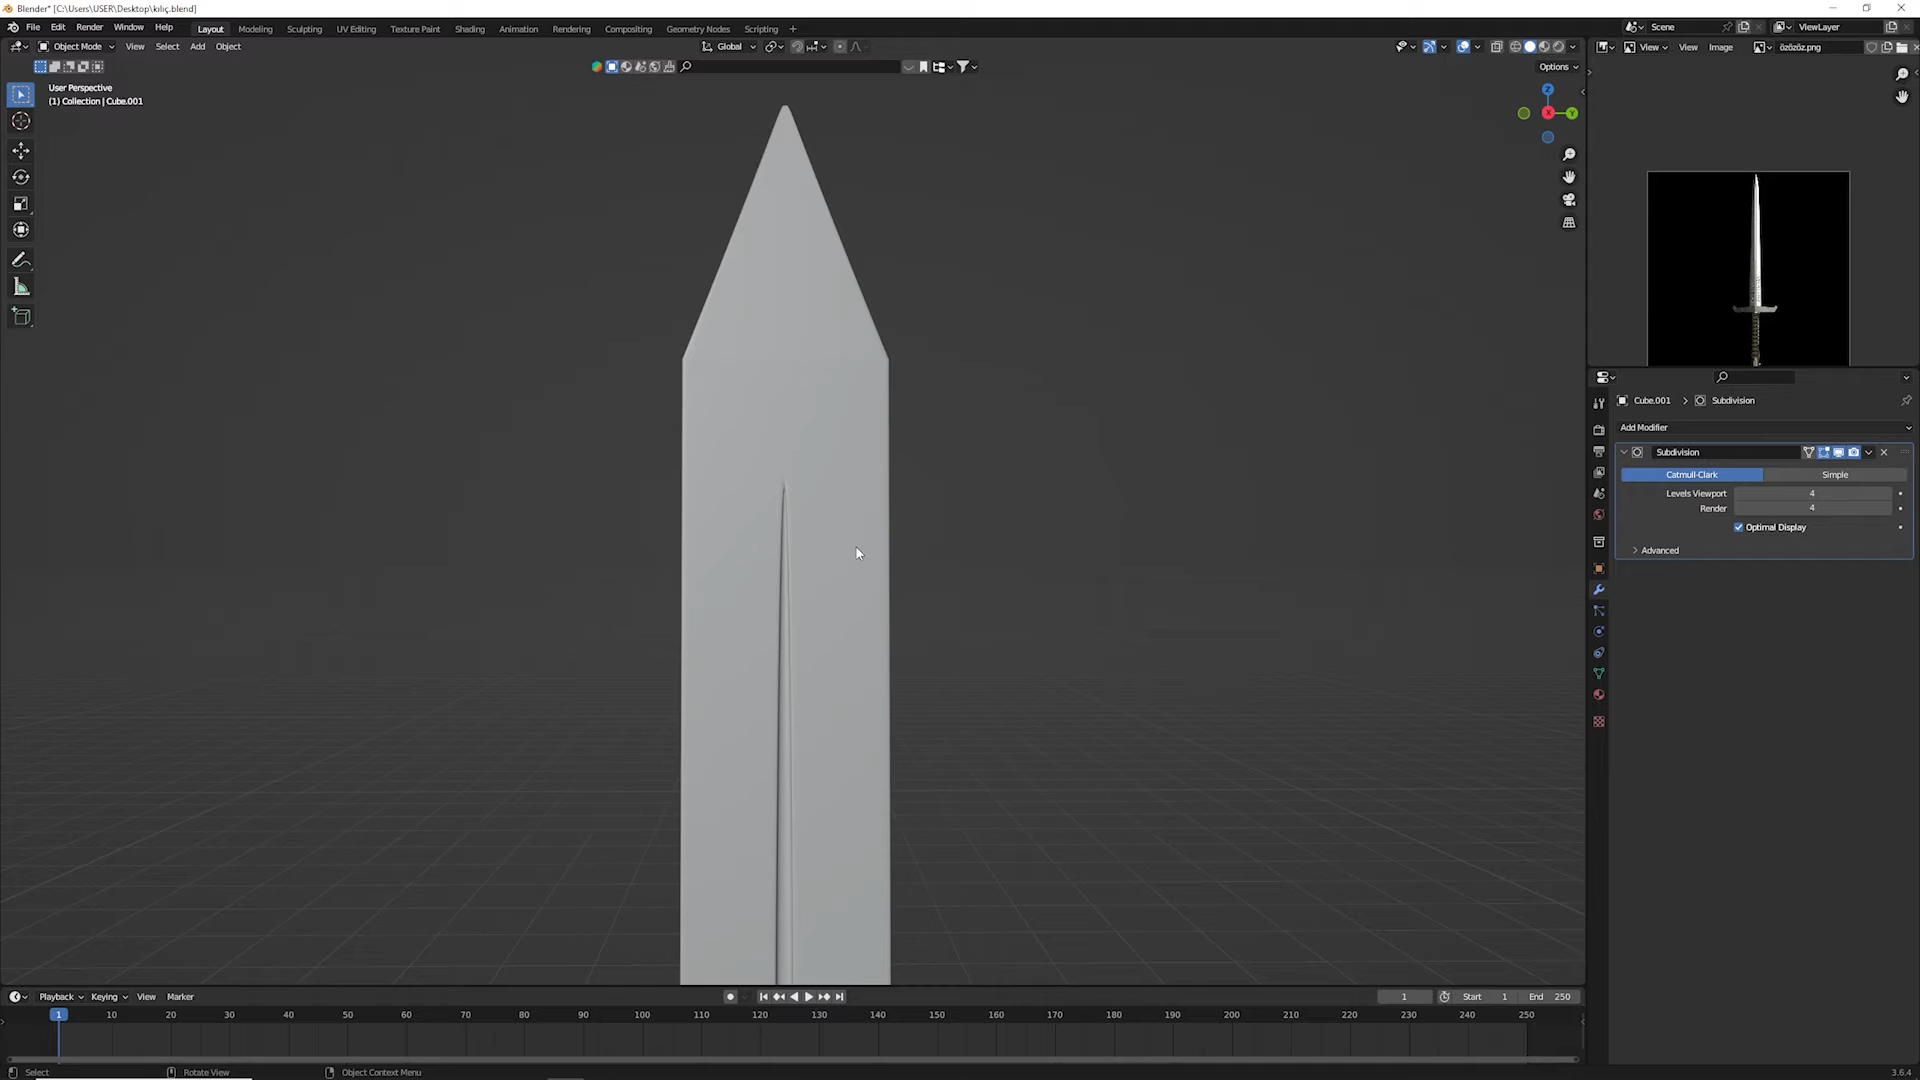 Blender* [C:\Users\USER\Desktop\kılıç.blend]
File Edit Render Window Help Layout Modeling Sculpting UV Editing Texture Paint Shading Animation Rendering Compositing Geometry Nodes Scripting + Scene ViewLayer
Object Mode View Select Add Object Global View View Image özözöz.png
Options
User Perspective
(1) Collection | Cube.001
Z
X
Y
Cube.001 > Subdivision
Add Modifier
Subdivision
Catmull-Clark Simple
Levels Viewport 4
Render 4
Optimal Display
Advanced
Playback Keying View Marker 1 Start 1 End 250
1 10 20 30 40 50 60 70 80 90 100 110 120 130 140 150 160 170 180 190 200 210 220 230 240 250
Select Rotate View Object Context Menu 3.6.4